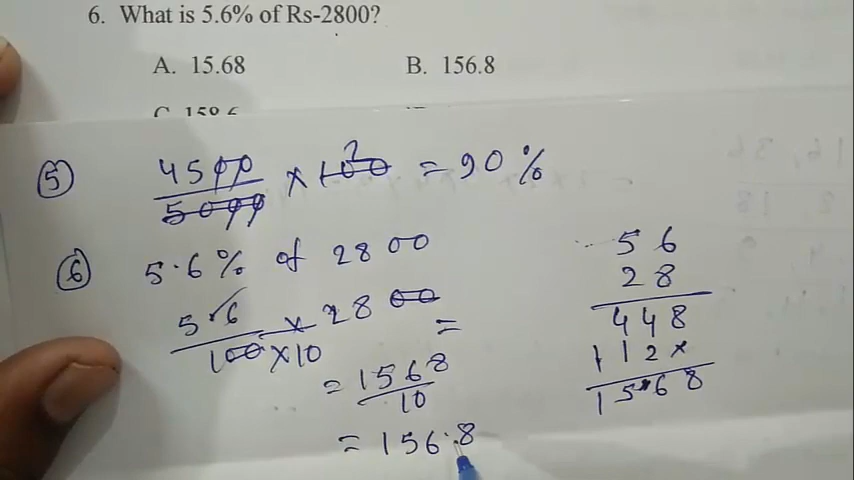 6. What is 5.6% of Rs-2800?
A. 15.68 B. 156.8
5 4500/5000 × 100 2 = 90 %
6 5.6% of 2800
5.6/100×10 × 2800 =
= 1568/10
= 156.8
56
28
448
112×
1568